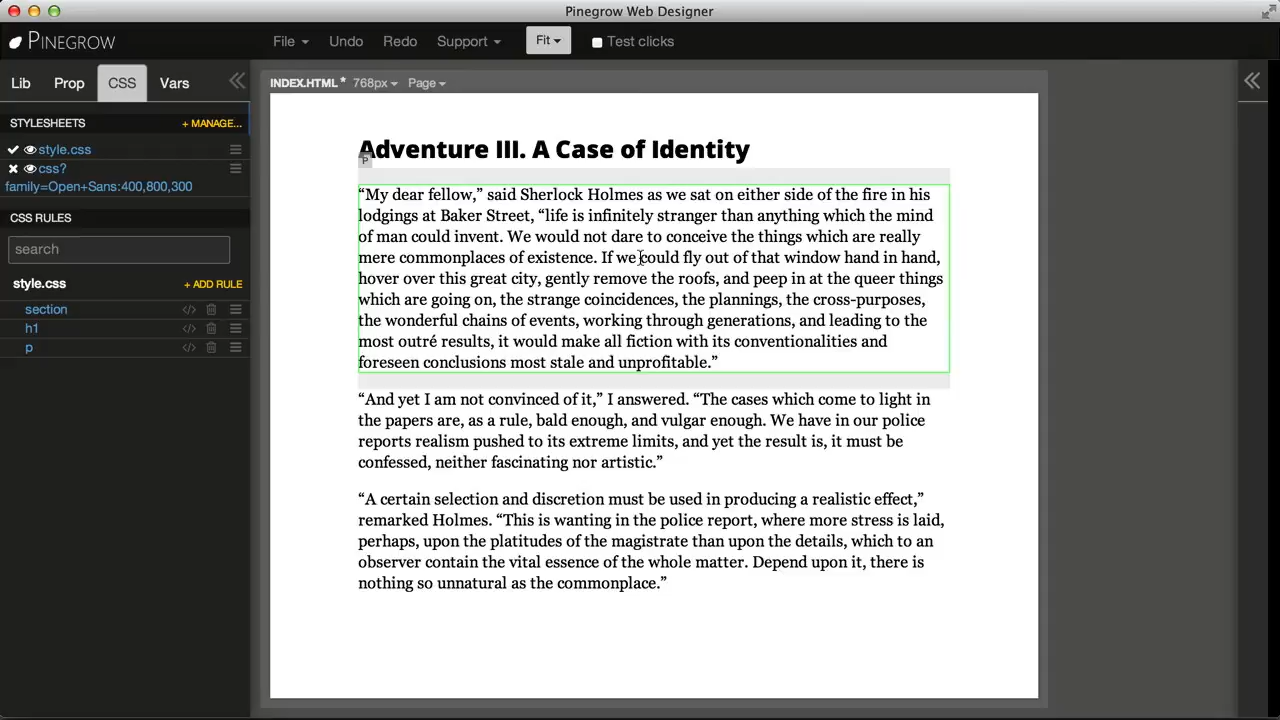 Pinegrow Web Designer
PINEGROW File Undo Redo Support Fit Test clicks
Lib Prop CSS Vars
INDEX.HTML * 768px Page
STYLESHEETS + MANAGE...
style.css
css?
family=Open+Sans:400,800,300
CSS RULES
search
style.css + ADD RULE
section
h1
p
Adventure III. A Case of Identity
P
“My dear fellow,” said Sherlock Holmes as we sat on either side of the fire in his
lodgings at Baker Street, “life is infinitely stranger than anything which the mind
of man could invent. We would not dare to conceive the things which are really
mere commonplaces of existence. If we could fly out of that window hand in hand,
hover over this great city, gently remove the roofs, and peep in at the queer things
which are going on, the strange coincidences, the plannings, the cross-purposes,
the wonderful chains of events, working through generations, and leading to the
most outré results, it would make all fiction with its conventionalities and
foreseen conclusions most stale and unprofitable.”
“And yet I am not convinced of it,” I answered. “The cases which come to light in
the papers are, as a rule, bald enough, and vulgar enough. We have in our police
reports realism pushed to its extreme limits, and yet the result is, it must be
confessed, neither fascinating nor artistic.”
“A certain selection and discretion must be used in producing a realistic effect,”
remarked Holmes. “This is wanting in the police report, where more stress is laid,
perhaps, upon the platitudes of the magistrate than upon the details, which to an
observer contain the vital essence of the whole matter. Depend upon it, there is
nothing so unnatural as the commonplace.”